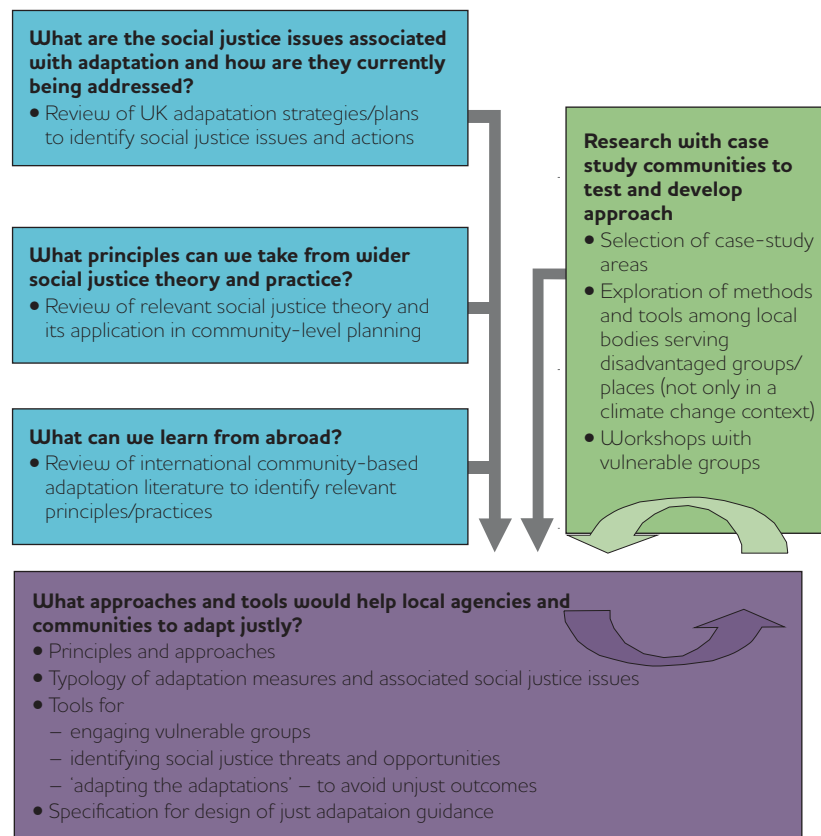 What are the social justice issues associated
with adaptation and how are they currently
being addressed?
• Review of UK adapatation strategies/plans
to identify social justice issues and actions
What principles can we take from wider
social justice theory and practice?
• Review of relevant social justice theory and
its application in community-level planning
What can we learn from abroad?
• Review of international community-based
adaptation literature to identify relevant
principles/practices
Research with case
study communities to
test and develop
approach
• Selection of case-study
areas
• Exploration of methods
and tools among local
bodies serving
disadvantaged groups/
places (not only in a
climate change context)
• Workshops with
vulnerable groups
What approaches and tools would help local agencies and
communities to adapt justly?
• Principles and approaches
• Typology of adaptation measures and associated social justice issues
• Tools for
– engaging vulnerable groups
– identifying social justice threats and opportunities
– ‘adapting the adaptations’ – to avoid unjust outcomes
• Specification for design of just adapataion guidance